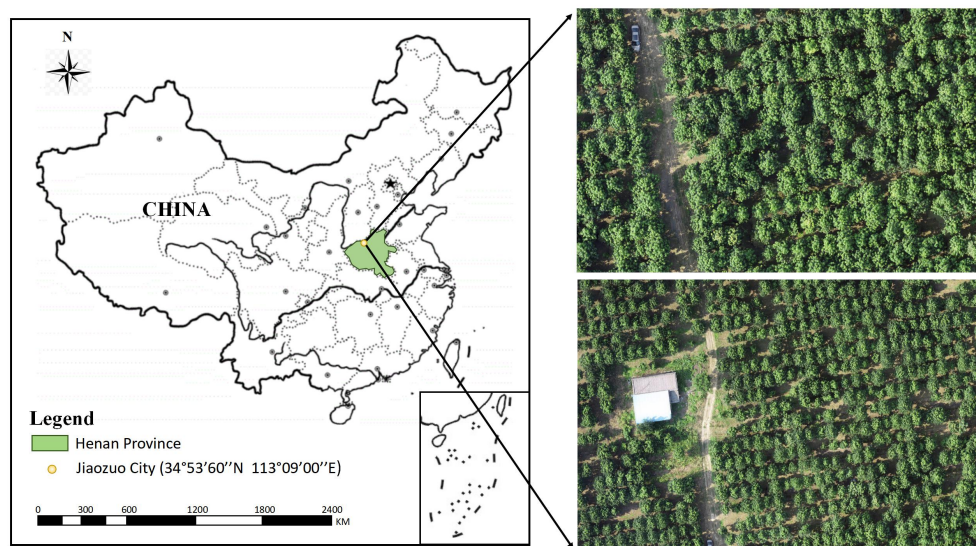 N
CHINA
Legend
Henan Province
Jiaozuo City (34°53’60’’N 113°09’00’’E)
0 300 600 1200 1800 2400
KM